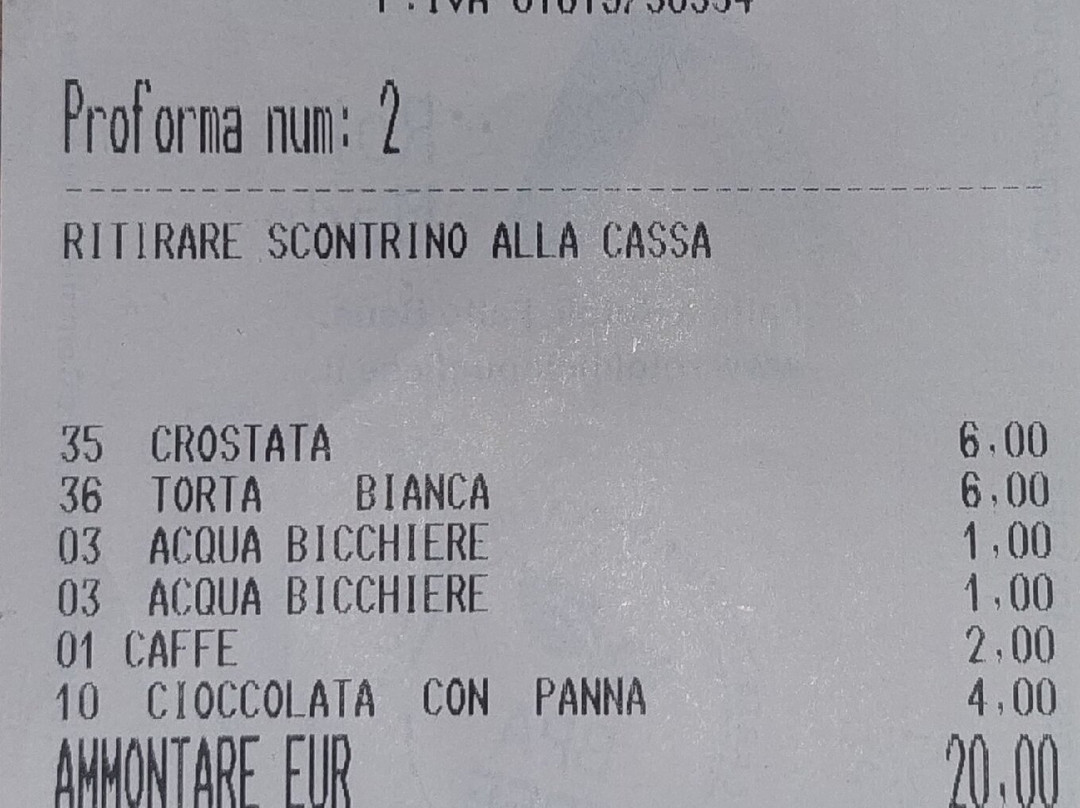 Proforma num: 2
RITIRARE SCONTRINO ALLA CASSA
35 CROSTATA 6,00
36 TORTA BIANCA 6,00
03 ACQUA BICCHIERE 1,00
03 ACQUA BICCHIERE 1,00
01 CAFFE 2,00
10 CIOCCOLATA CON PANNA 4,00
AMMONTARE EUR 20,00